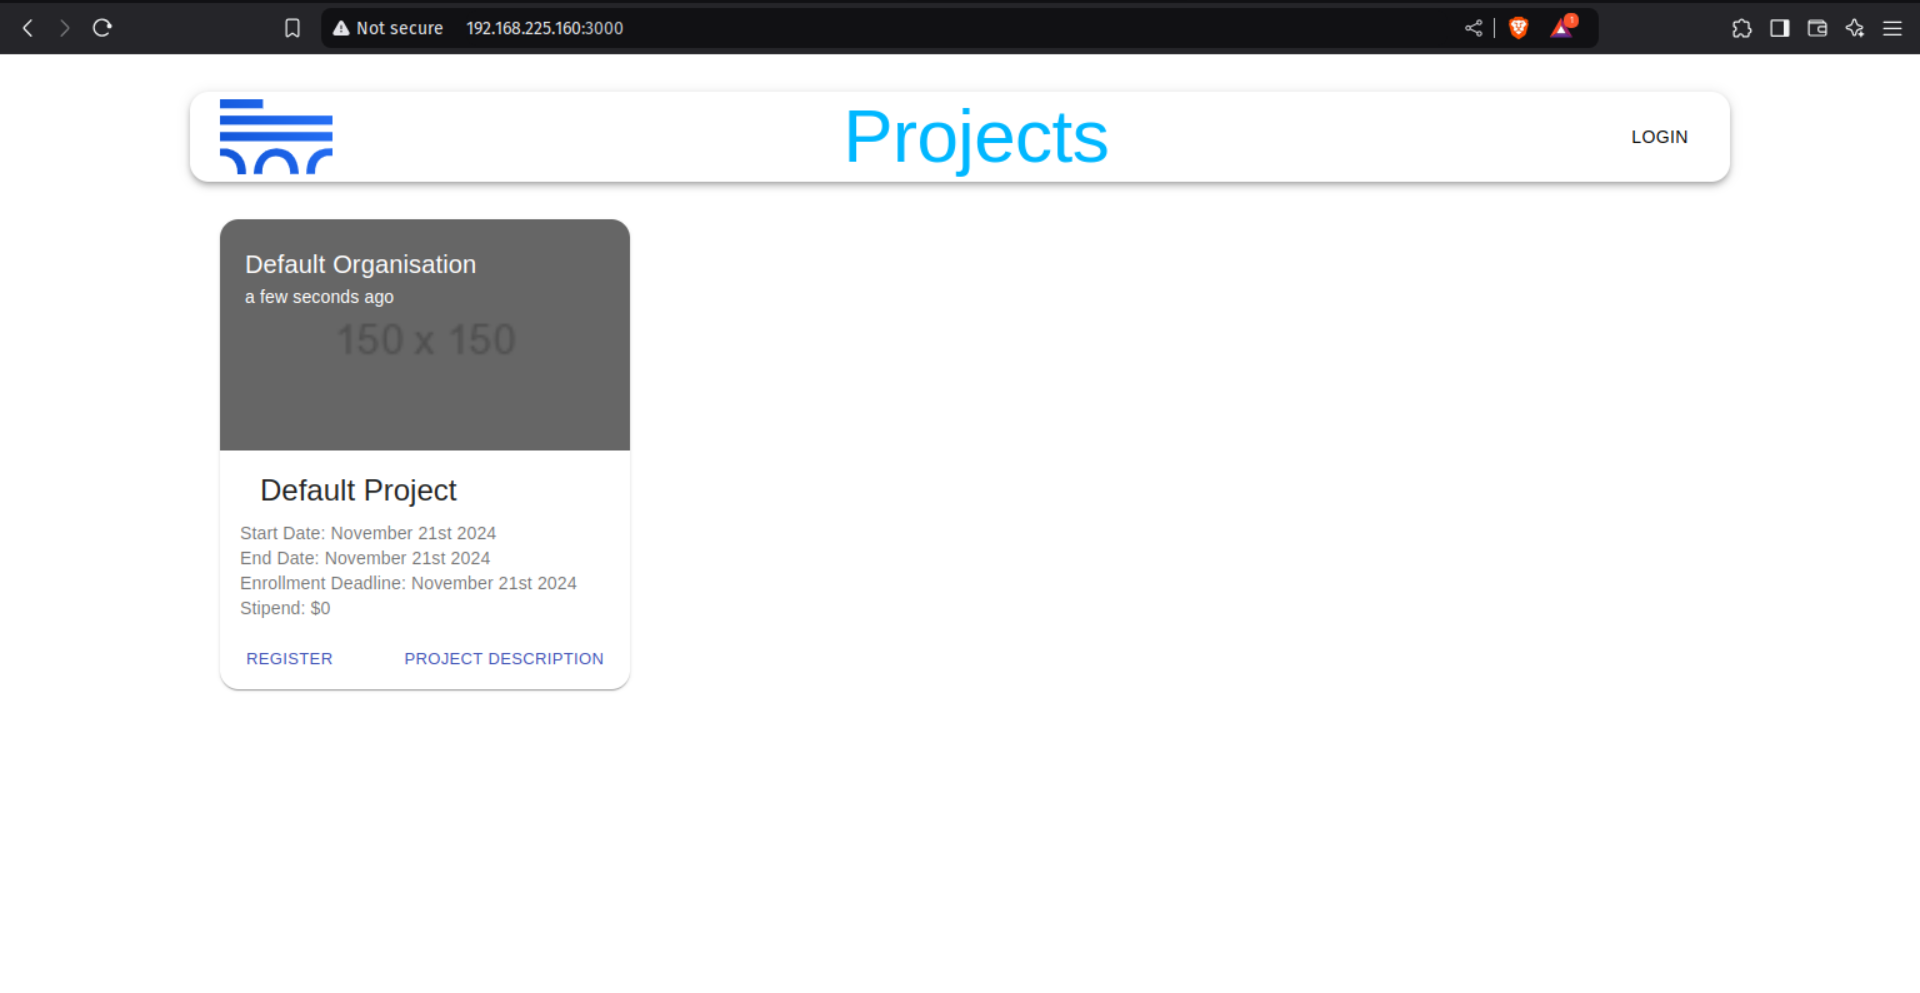 Not secure 192.168.225.160:3000
1
Projects
LOGIN
Default Organisation
a few seconds ago
150 x 150
Default Project
Start Date: November 21st 2024
End Date: November 21st 2024
Enrollment Deadline: November 21st 2024
Stipend: $0
REGISTER PROJECT DESCRIPTION